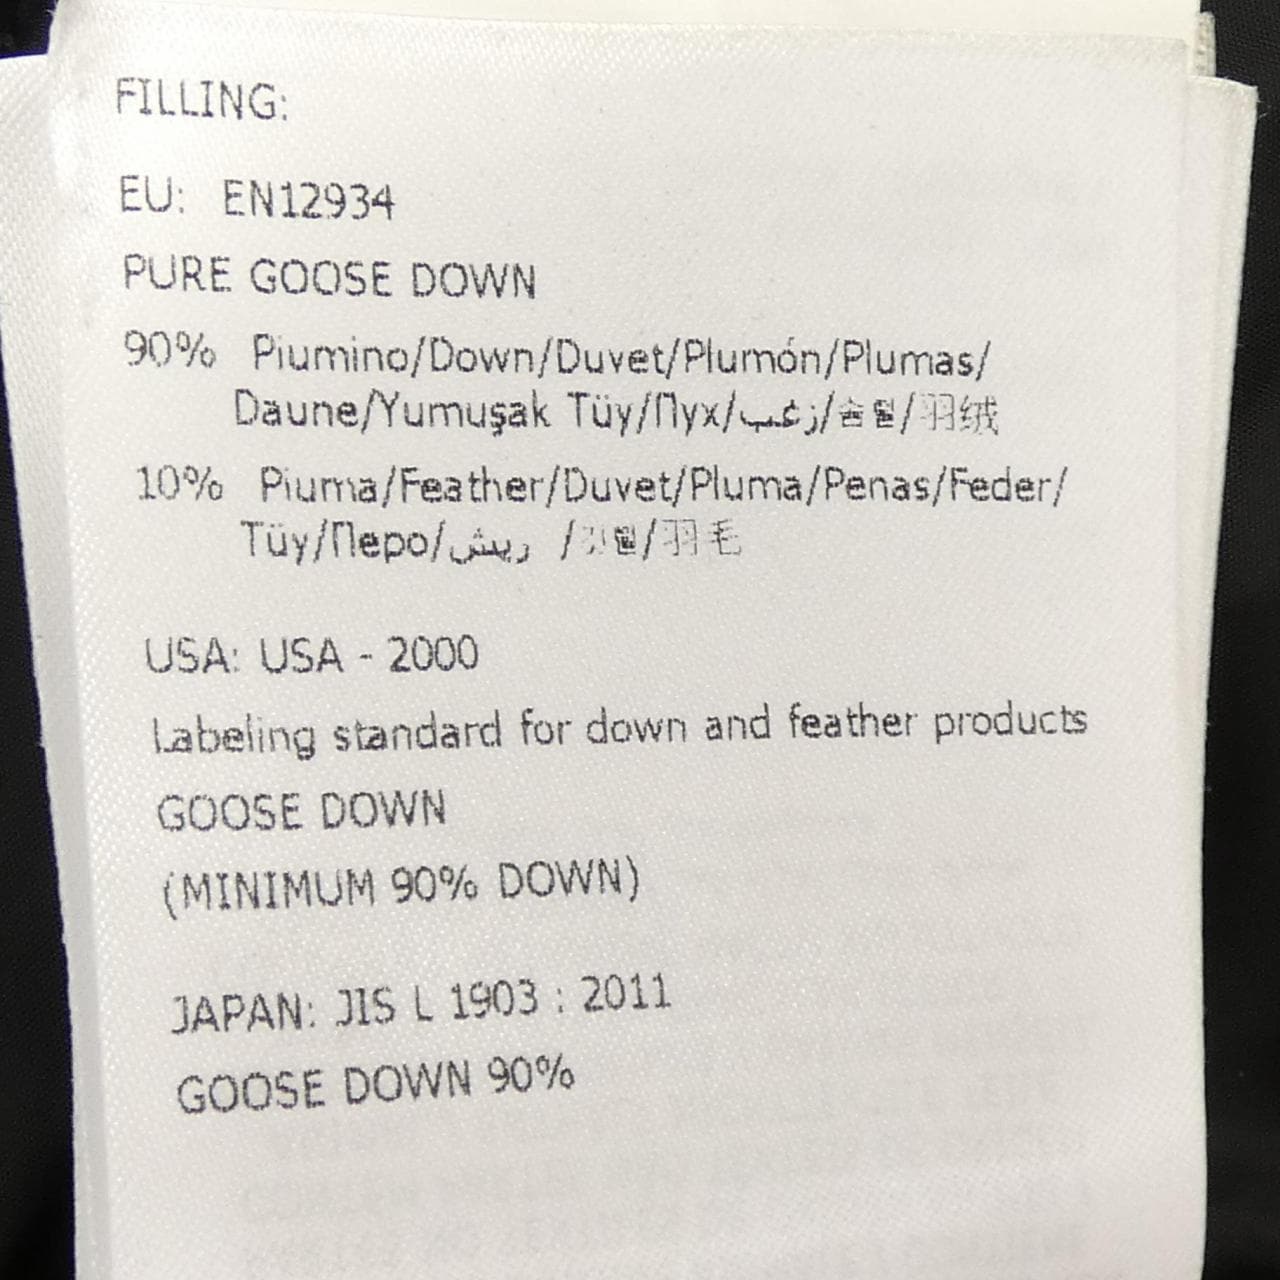 FILLING:
EU: EN12934
PURE GOOSE DOWN
90% Piumino/Down/Duvet/Plumón/Plumas/
Daune/Yumuşak Tüy/Пух/زغب/솜털/羽绒
10% Piuma/Feather/Duvet/Pluma/Penas/Feder/
Tüy/Перо/ريش /깃털/羽毛
USA: USA - 2000
Labeling standard for down and feather products
GOOSE DOWN
(MINIMUM 90% DOWN)
JAPAN: JIS L 1903 : 2011
GOOSE DOWN 90%